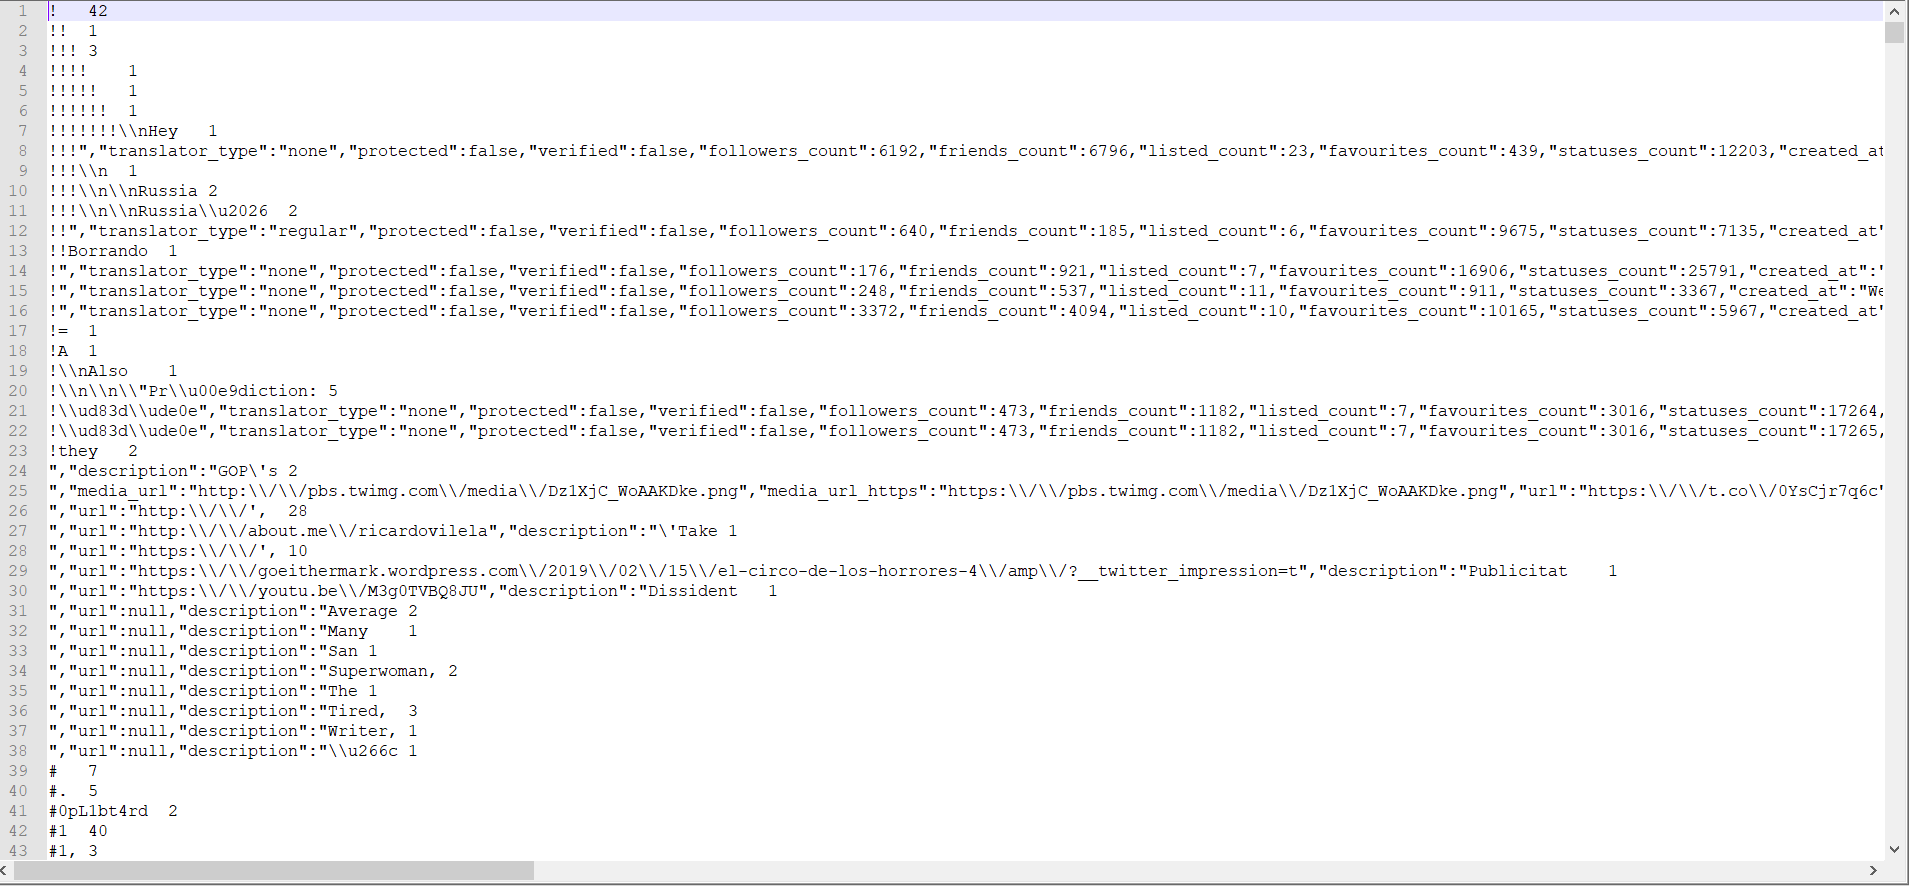 1 ! 42
2 !! 1
3 !!! 3
4 !!!! 1
5 !!!!! 1
6 !!!!!! 1
7 !!!!!!!\\nHey 1
8 !!!","translator_type":"none","protected":false,"verified":false,"followers_count":6192,"friends_count":6796,"listed_count":23,"favourites_count":439,"statuses_count":12203,"created_at
9 !!!\\n 1
10 !!!\\n\\nRussia 2
11 !!!\\n\\nRussia\\u2026 2
12 !!","translator_type":"regular","protected":false,"verified":false,"followers_count":640,"friends_count":185,"listed_count":6,"favourites_count":9675,"statuses_count":7135,"created_at"
13 !!Borrando 1
14 !","translator_type":"none","protected":false,"verified":false,"followers_count":176,"friends_count":921,"listed_count":7,"favourites_count":16906,"statuses_count":25791,"created_at":"
15 !","translator_type":"none","protected":false,"verified":false,"followers_count":248,"friends_count":537,"listed_count":11,"favourites_count":911,"statuses_count":3367,"created_at":"We
16 !","translator_type":"none","protected":false,"verified":false,"followers_count":3372,"friends_count":4094,"listed_count":10,"favourites_count":10165,"statuses_count":5967,"created_at"
17 != 1
18 !A 1
19 !\\nAlso 1
20 !\\n\\n\\"Pr\\u00e9diction: 5
21 !\\ud83d\\ude0e","translator_type":"none","protected":false,"verified":false,"followers_count":473,"friends_count":1182,"listed_count":7,"favourites_count":3016,"statuses_count":17264,
22 !\\ud83d\\ude0e","translator_type":"none","protected":false,"verified":false,"followers_count":473,"friends_count":1182,"listed_count":7,"favourites_count":3016,"statuses_count":17265,
23 !they 2
24 ","description":"GOP\'s 2
25 ","media_url":"http:\\/\\/pbs.twimg.com\\/media\\/Dz1XjC_WoAAKDke.png","media_url_https":"https:\\/\\/pbs.twimg.com\\/media\\/Dz1XjC_WoAAKDke.png","url":"https:\\/\\/t.co\\/0YsCjr7q6c"
26 ","url":"http:\\/\\/', 28
27 ","url":"http:\\/\\/about.me\\/ricardovilela","description":"\'Take 1
28 ","url":"https:\\/\\/', 10
29 ","url":"https:\\/\\/goeithermark.wordpress.com\\/2019\\/02\\/15\\/el-circo-de-los-horrores-4\\/amp\\/?__twitter_impression=t","description":"Publicitat 1
30 ","url":"https:\\/\\/youtu.be\\/M3g0TVBQ8JU","description":"Dissident 1
31 ","url":null,"description":"Average 2
32 ","url":null,"description":"Many 1
33 ","url":null,"description":"San 1
34 ","url":null,"description":"Superwoman, 2
35 ","url":null,"description":"The 1
36 ","url":null,"description":"Tired, 3
37 ","url":null,"description":"Writer, 1
38 ","url":null,"description":"\\u266c 1
39 # 7
40 #. 5
41 #0pL1bt4rd 2
42 #1 40
43 #1, 3